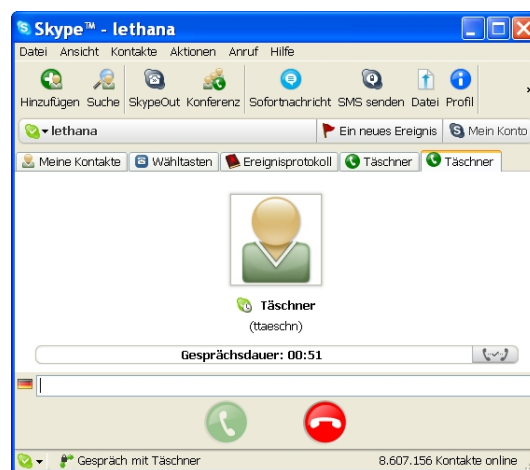 Skype™ - lethana
Datei Ansicht Kontakte Aktionen Anruf Hilfe
Hinzufügen Suche SkypeOut Konferenz Sofortnachricht SMS senden Datei Profil
lethana Ein neues Ereignis Mein Konto
Meine Kontakte Wähltasten Ereignisprotokoll Täschner Täschner
Täschner
(ttaeschn)
Gesprächsdauer: 00:51
Gespräch mit Täschner 8.607.156 Kontakte online